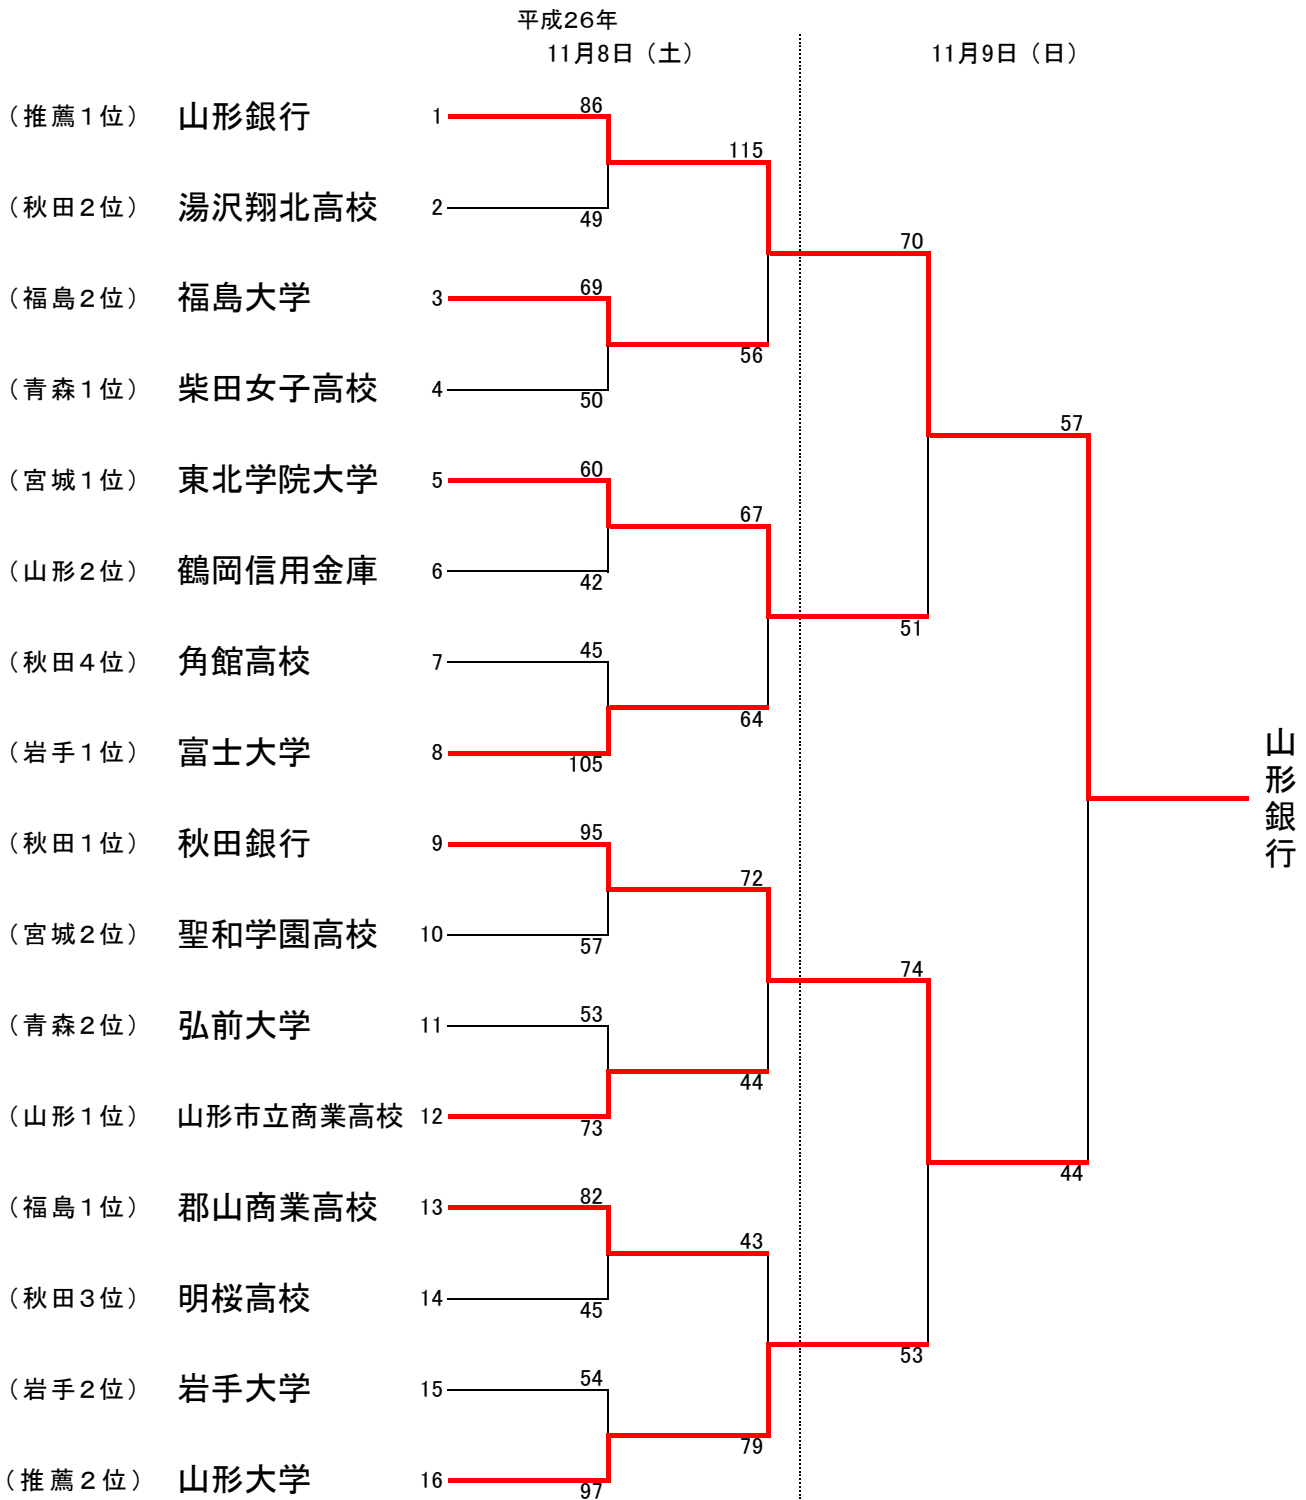 平成26年
11月8日（土）
11月9日（日）
（推薦１位） 山形銀行 1 86
115
（秋田２位） 湯沢翔北高校 2 49
70
（福島２位） 福島大学 3 69
56
（青森１位） 柴田女子高校 4 50
57
（宮城１位） 東北学院大学 5 60
67
（山形２位） 鶴岡信用金庫 6 42
51
（秋田４位） 角館高校 7 45
64
（岩手１位） 富士大学 8 105
山形銀行
（秋田１位） 秋田銀行 9 95
72
（宮城２位） 聖和学園高校 10 57
74
（青森２位） 弘前大学 11 53
44
（山形１位） 山形市立商業高校 12 73
44
（福島１位） 郡山商業高校 13 82
43
（秋田３位） 明桜高校 14 45
53
（岩手２位） 岩手大学 15 54
79
（推薦２位） 山形大学 16 97